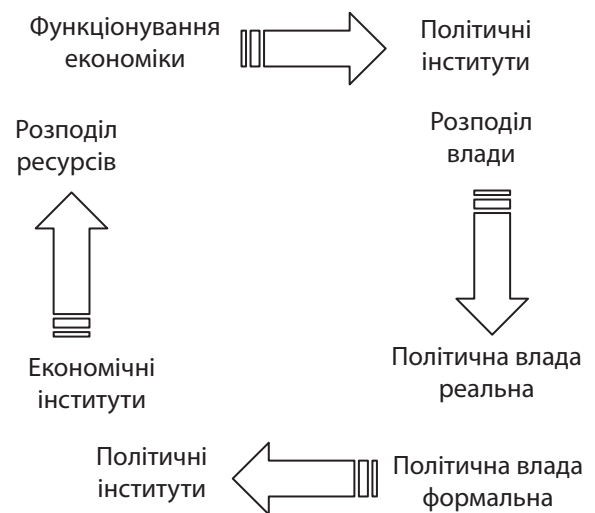 Функціонування
економіки
Політичні
інститути
Розподіл
ресурсів
Розподіл
влади
Економічні
інститути
Політична влада
реальна
Політичні
інститути
Політична влада
формальна